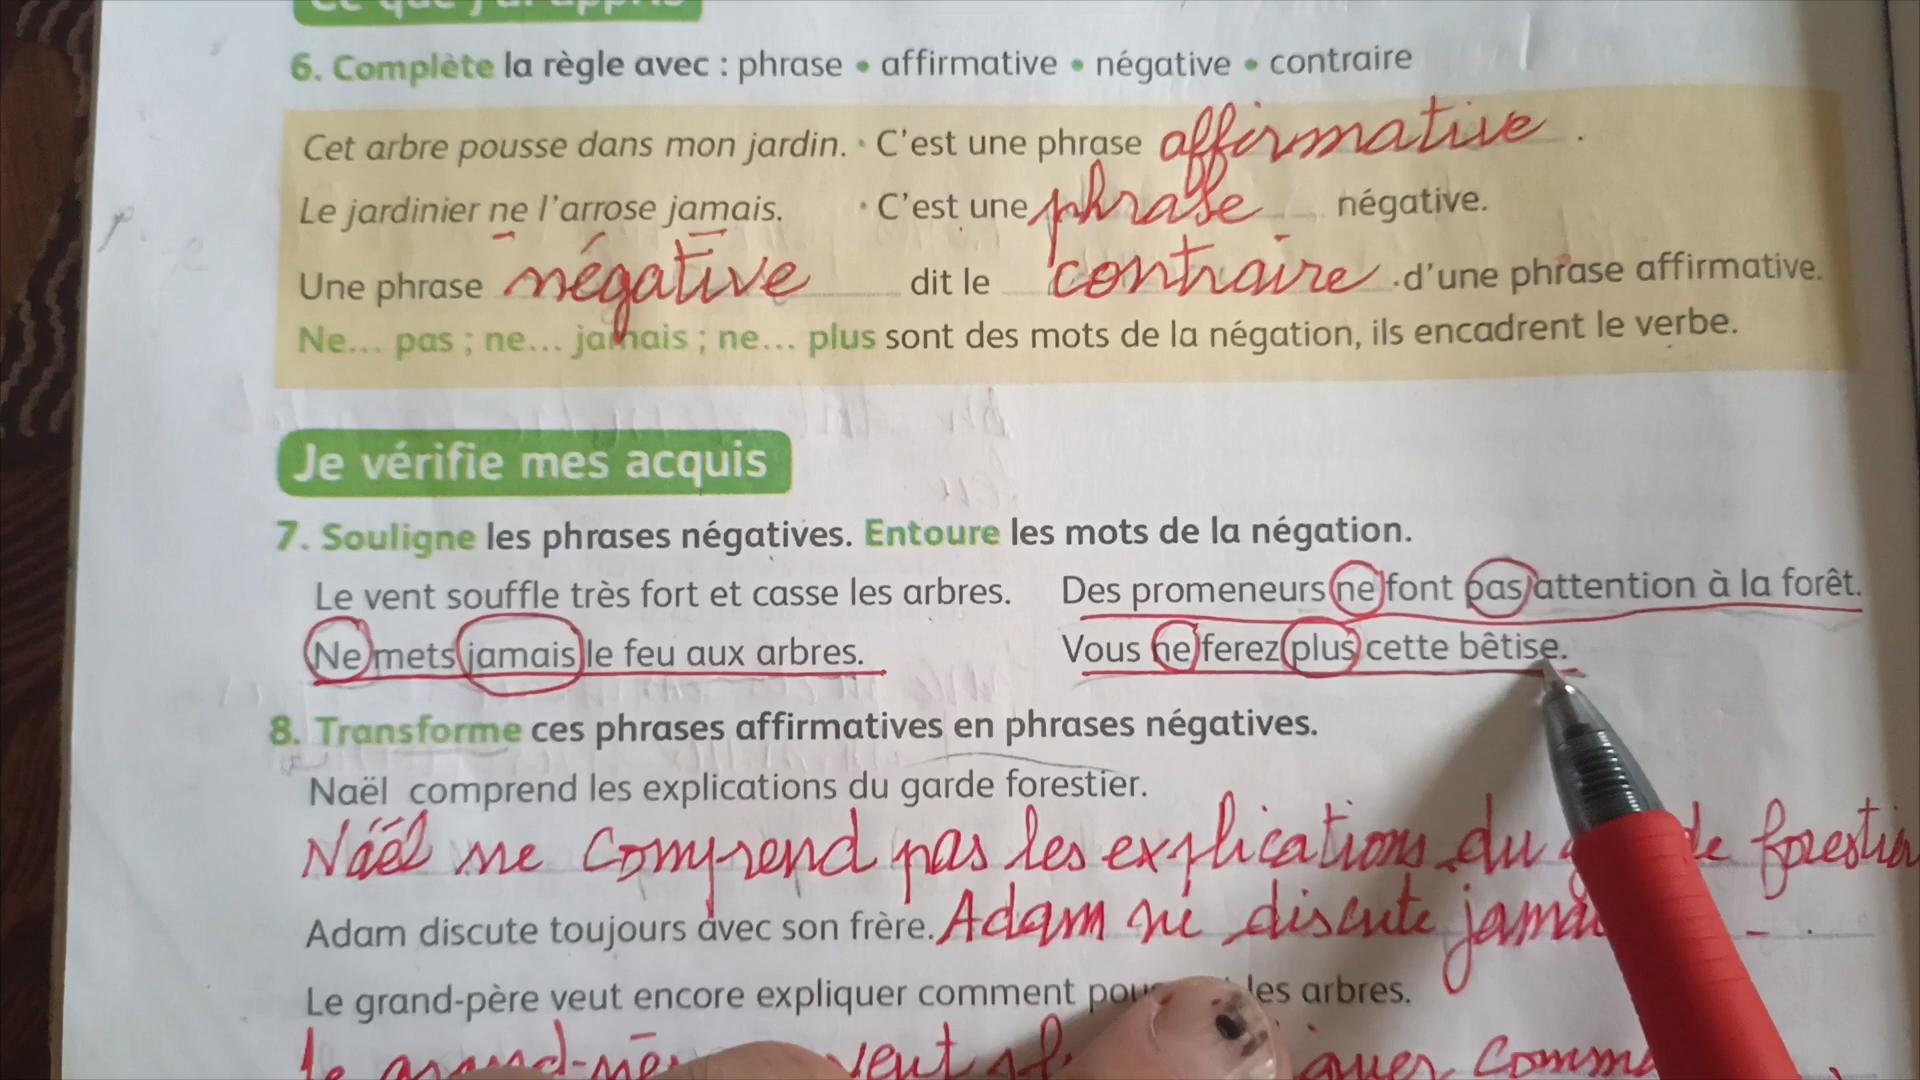 Ce que j'ai appris
6. Complète la règle avec : phrase • affirmative • négative • contraire
Cet arbre pousse dans mon jardin. · C'est une phrase affirmative.
Le jardinier ne l'arrose jamais. · C'est une phrase négative.
Une phrase négative dit le contraire d'une phrase affirmative.
Ne... pas ; ne... jamais ; ne... plus sont des mots de la négation, ils encadrent le verbe.
Je vérifie mes acquis
7. Souligne les phrases négatives. Entoure les mots de la négation.
Le vent souffle très fort et casse les arbres. Des promeneurs ne font pas attention à la forêt.
Ne mets jamais le feu aux arbres. Vous ne ferez plus cette bêtise.
8. Transforme ces phrases affirmatives en phrases négatives.
Naël comprend les explications du garde forestier.
Naël ne comprend pas les explications du
Adam discute toujours avec son frère. Adam ne discute
Le grand-père veut encore expliquer comment les arbres.
le veut